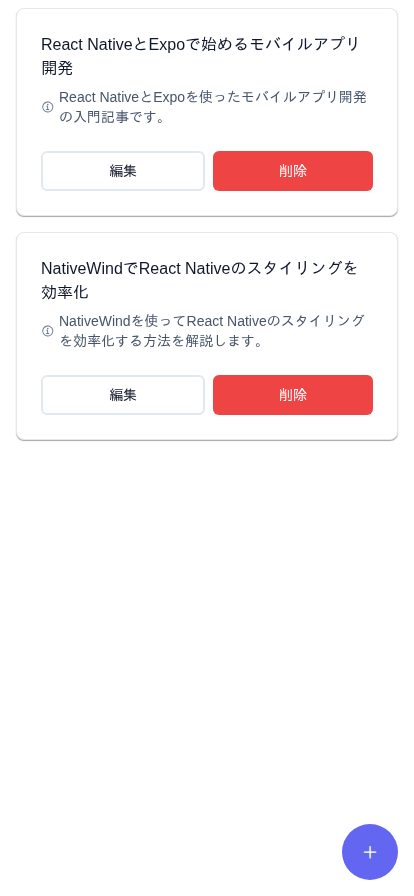 React NativeとExpoで始めるモバイルアプリ
開発
React NativeとExpoを使ったモバイルアプリ開発
の入門記事です。
編集
削除
NativeWindでReact Nativeのスタイリングを
効率化
NativeWindを使ってReact Nativeのスタイリング
を効率化する方法を解説します。
編集
削除